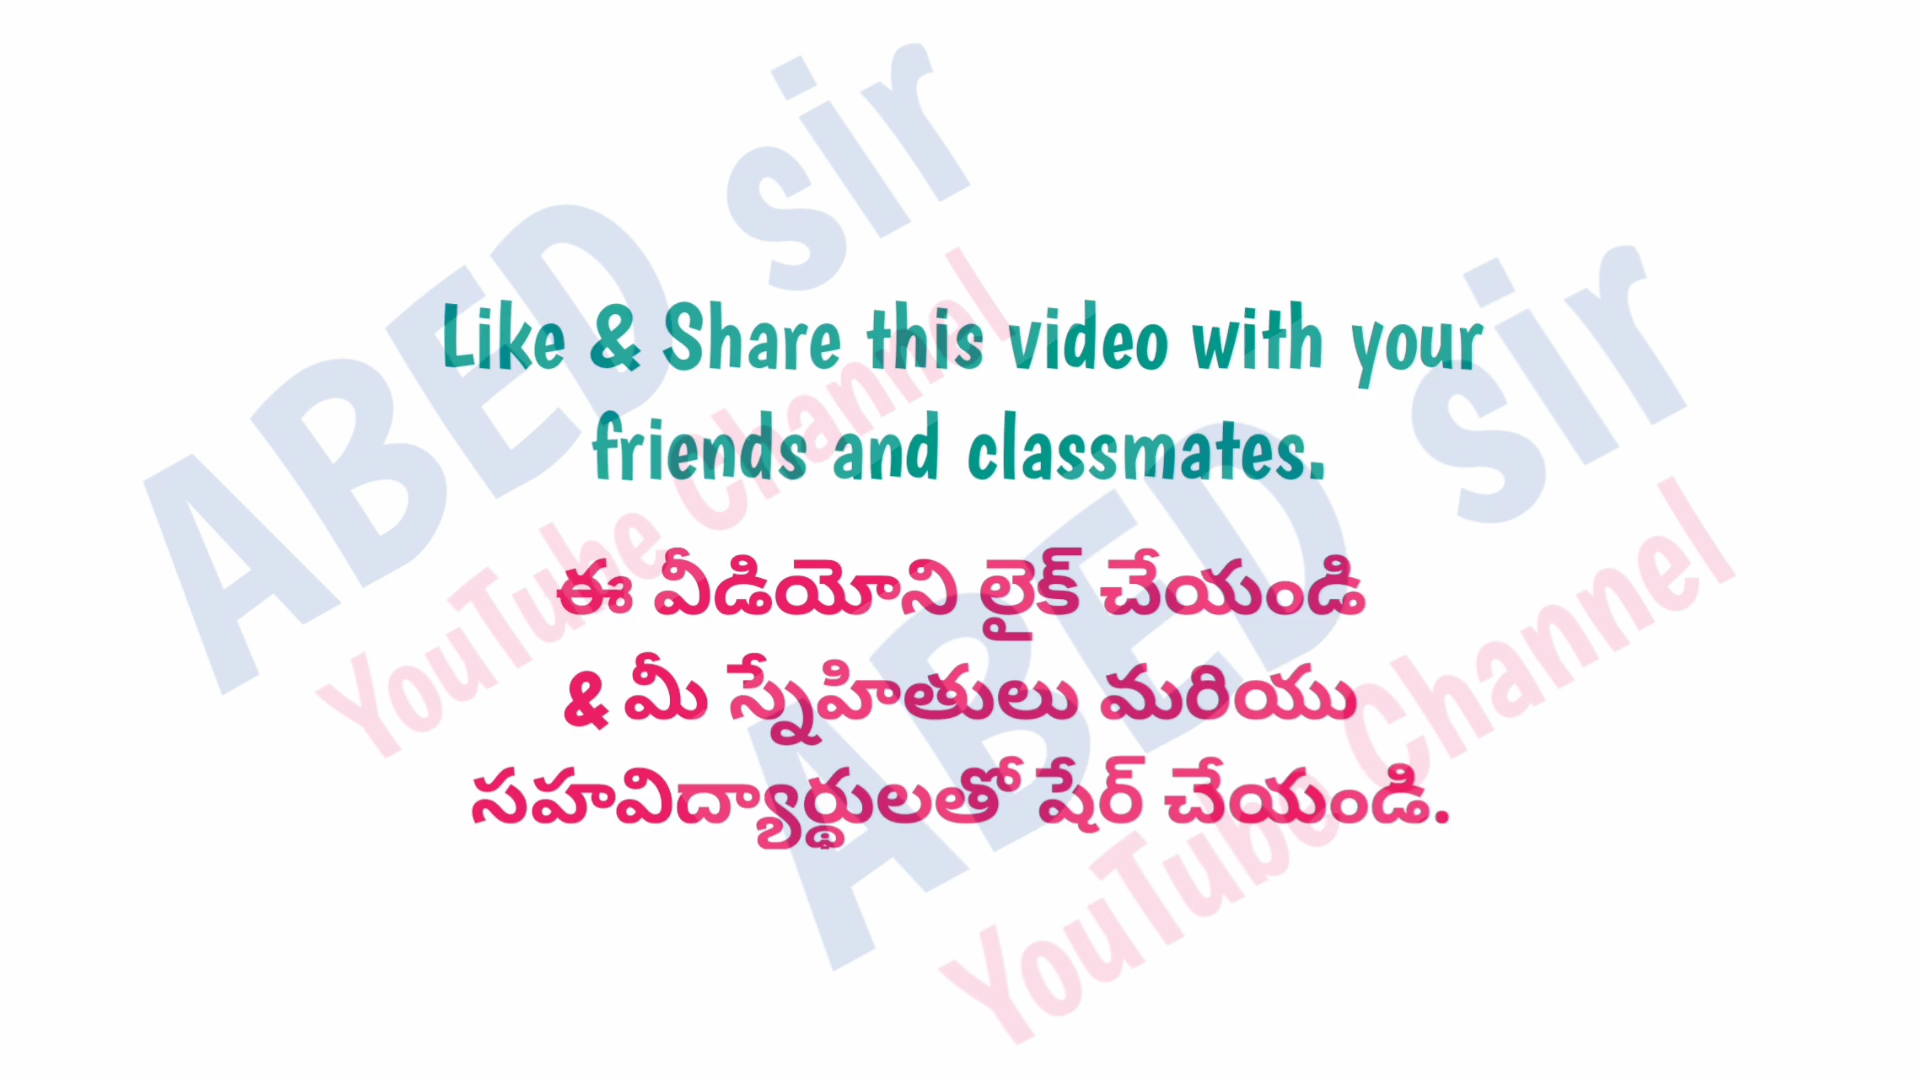 Like & Share this video with your
friends and classmates.
ఈ వీడియోని లైక్ చేయండి
& మీ స్నేహితులు మరియు
సహవిద్యార్థులతో షేర్ చేయండి.
ABED sir
YouTube Channel
ABED sir
YouTube Channel